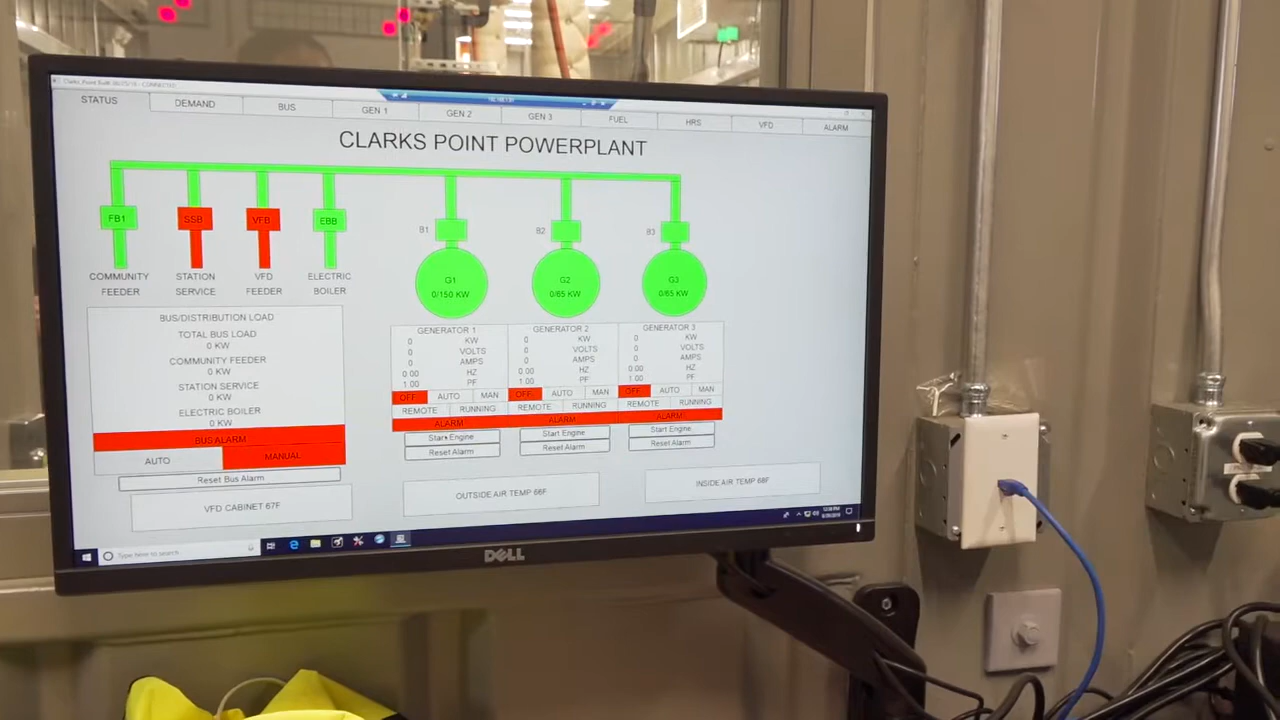 STATUS DEMAND BUS GEN 1 GEN 2 GEN 3 FUEL HRS VFD ALARM
CLARKS POINT POWERPLANT
FB1 SSB VFB EBB B1 B2 B3
COMMUNITY FEEDER
STATION SERVICE
VFD FEEDER
ELECTRIC BOILER
G1
0/150 KW
G2
0/65 KW
G3
0/65 KW
BUS/DISTRIBUTION LOAD
TOTAL BUS LOAD
0 KW
COMMUNITY FEEDER
0 KW
STATION SERVICE
0 KW
ELECTRIC BOILER
0 KW
BUS ALARM
AUTO MANUAL
Reset Bus Alarm
VFD CABINET 67F
GENERATOR 1
0 KW
0 VOLTS
0 AMPS
0.00 HZ
1.00 PF
OFF AUTO MAN
REMOTE RUNNING
ALARM
Start Engine
Reset Alarm
GENERATOR 2
0 KW
0 VOLTS
0 AMPS
0.00 HZ
1.00 PF
OFF AUTO MAN
REMOTE RUNNING
ALARM
Start Engine
Reset Alarm
GENERATOR 3
0 KW
0 VOLTS
0 AMPS
0.00 HZ
1.00 PF
OFF AUTO MAN
REMOTE RUNNING
ALARM
Start Engine
Reset Alarm
OUTSIDE AIR TEMP 66F
INSIDE AIR TEMP 68F
Type here to search
DELL